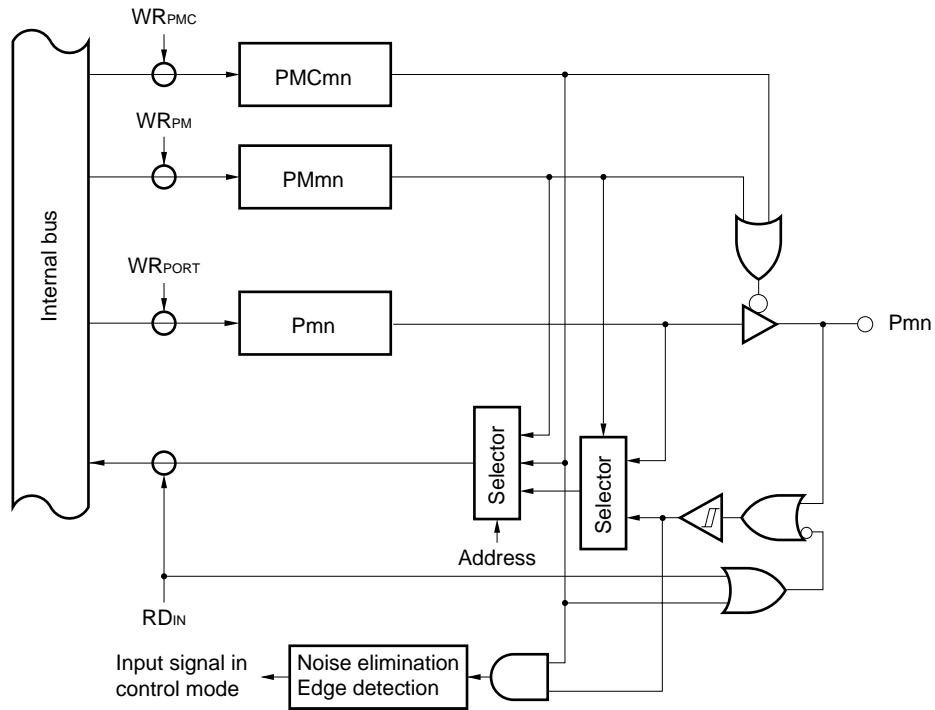 WRPMC
PMCmn
WRPM
PMmn
Internal bus
WRPORT
Pmn
Pmn
Selector
Selector
Address
RDIN
Input signal in
control mode
Noise elimination
Edge detection